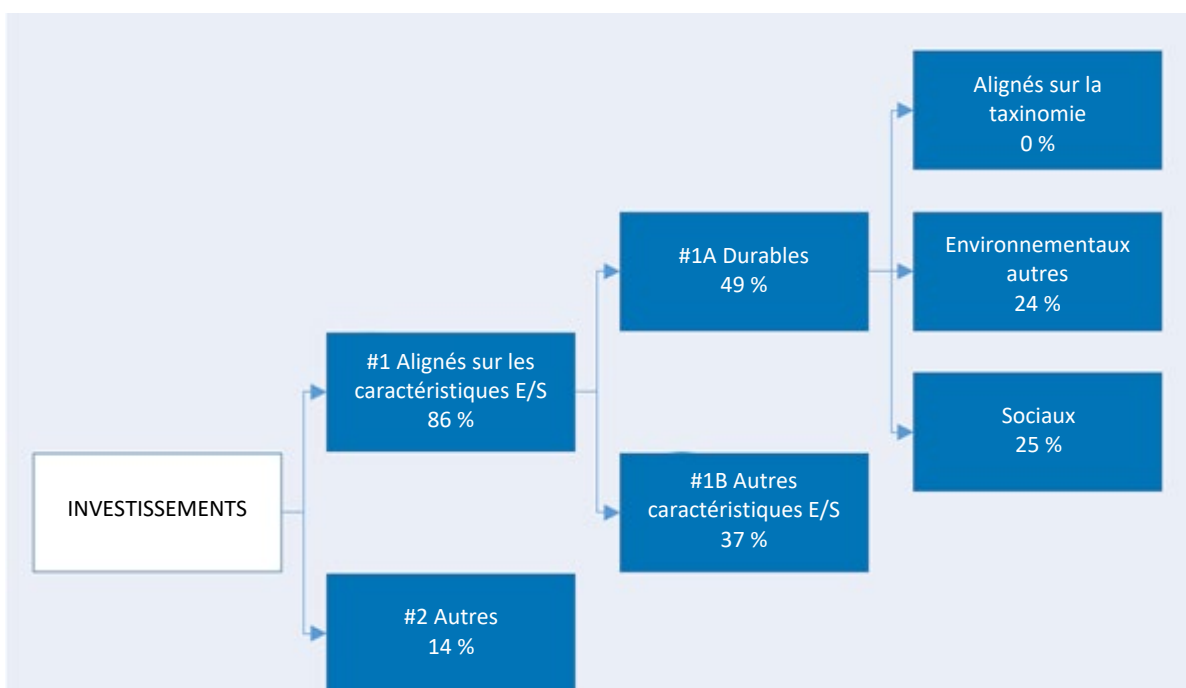 Alignés sur la
taxinomie
0 %
#1A Durables
49 %
Environnementaux
autres
24 %
#1 Alignés sur les
caractéristiques E/S
86 %
Sociaux
25 %
INVESTISSEMENTS
#1B Autres
caractéristiques E/S
37 %
#2 Autres
14 %